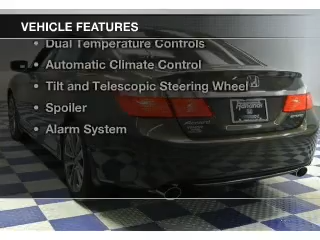 VEHICLE FEATURES
• Dual Temperature Controls
• Automatic Climate Control
• Tilt and Telescopic Steering Wheel
• Spoiler
• Alarm System